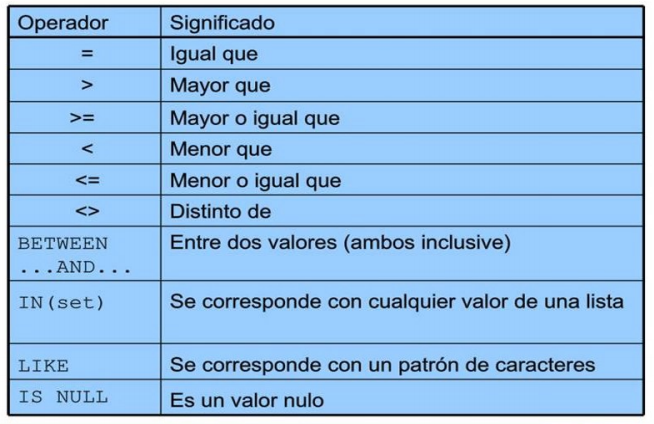 Operador Significado
= Igual que
> Mayor que
>= Mayor o igual que
< Menor que
<= Menor o igual que
<> Distinto de
BETWEEN Entre dos valores (ambos inclusive)
...AND...
IN(set) Se corresponde con cualquier valor de una lista
LIKE Se corresponde con un patrón de caracteres
IS NULL Es un valor nulo